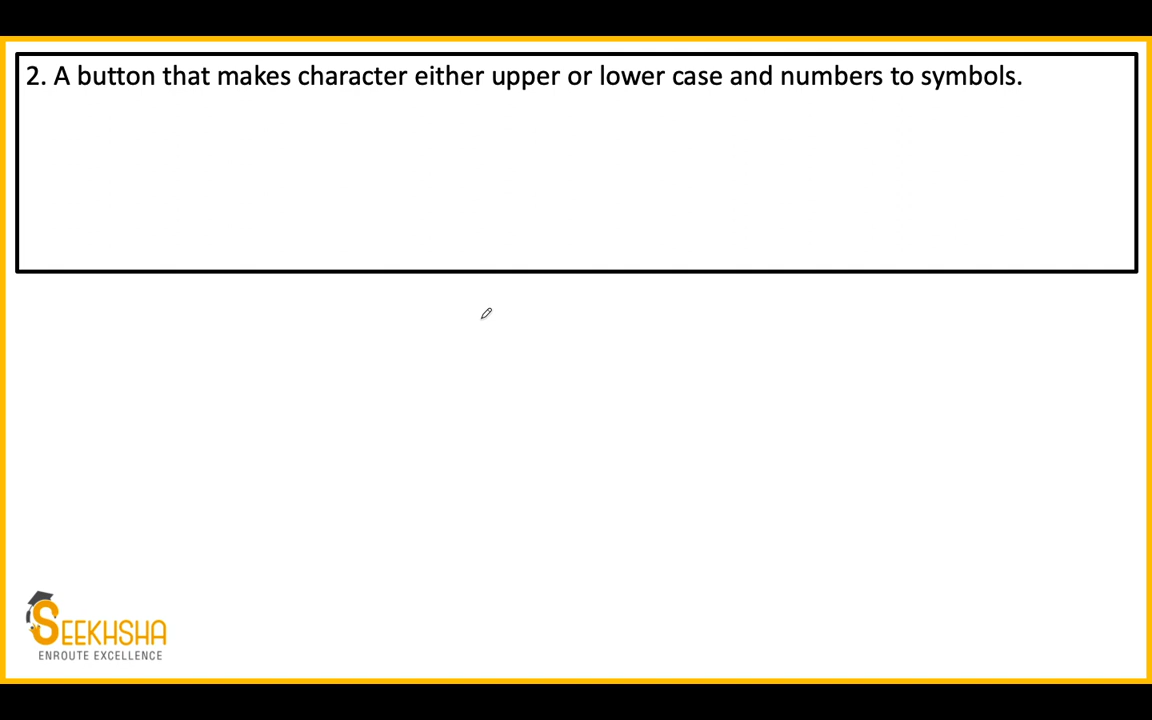 2. A button that makes character either upper or lower case and numbers to symbols.
SEEKHSHA
ENROUTE EXCELLENCE